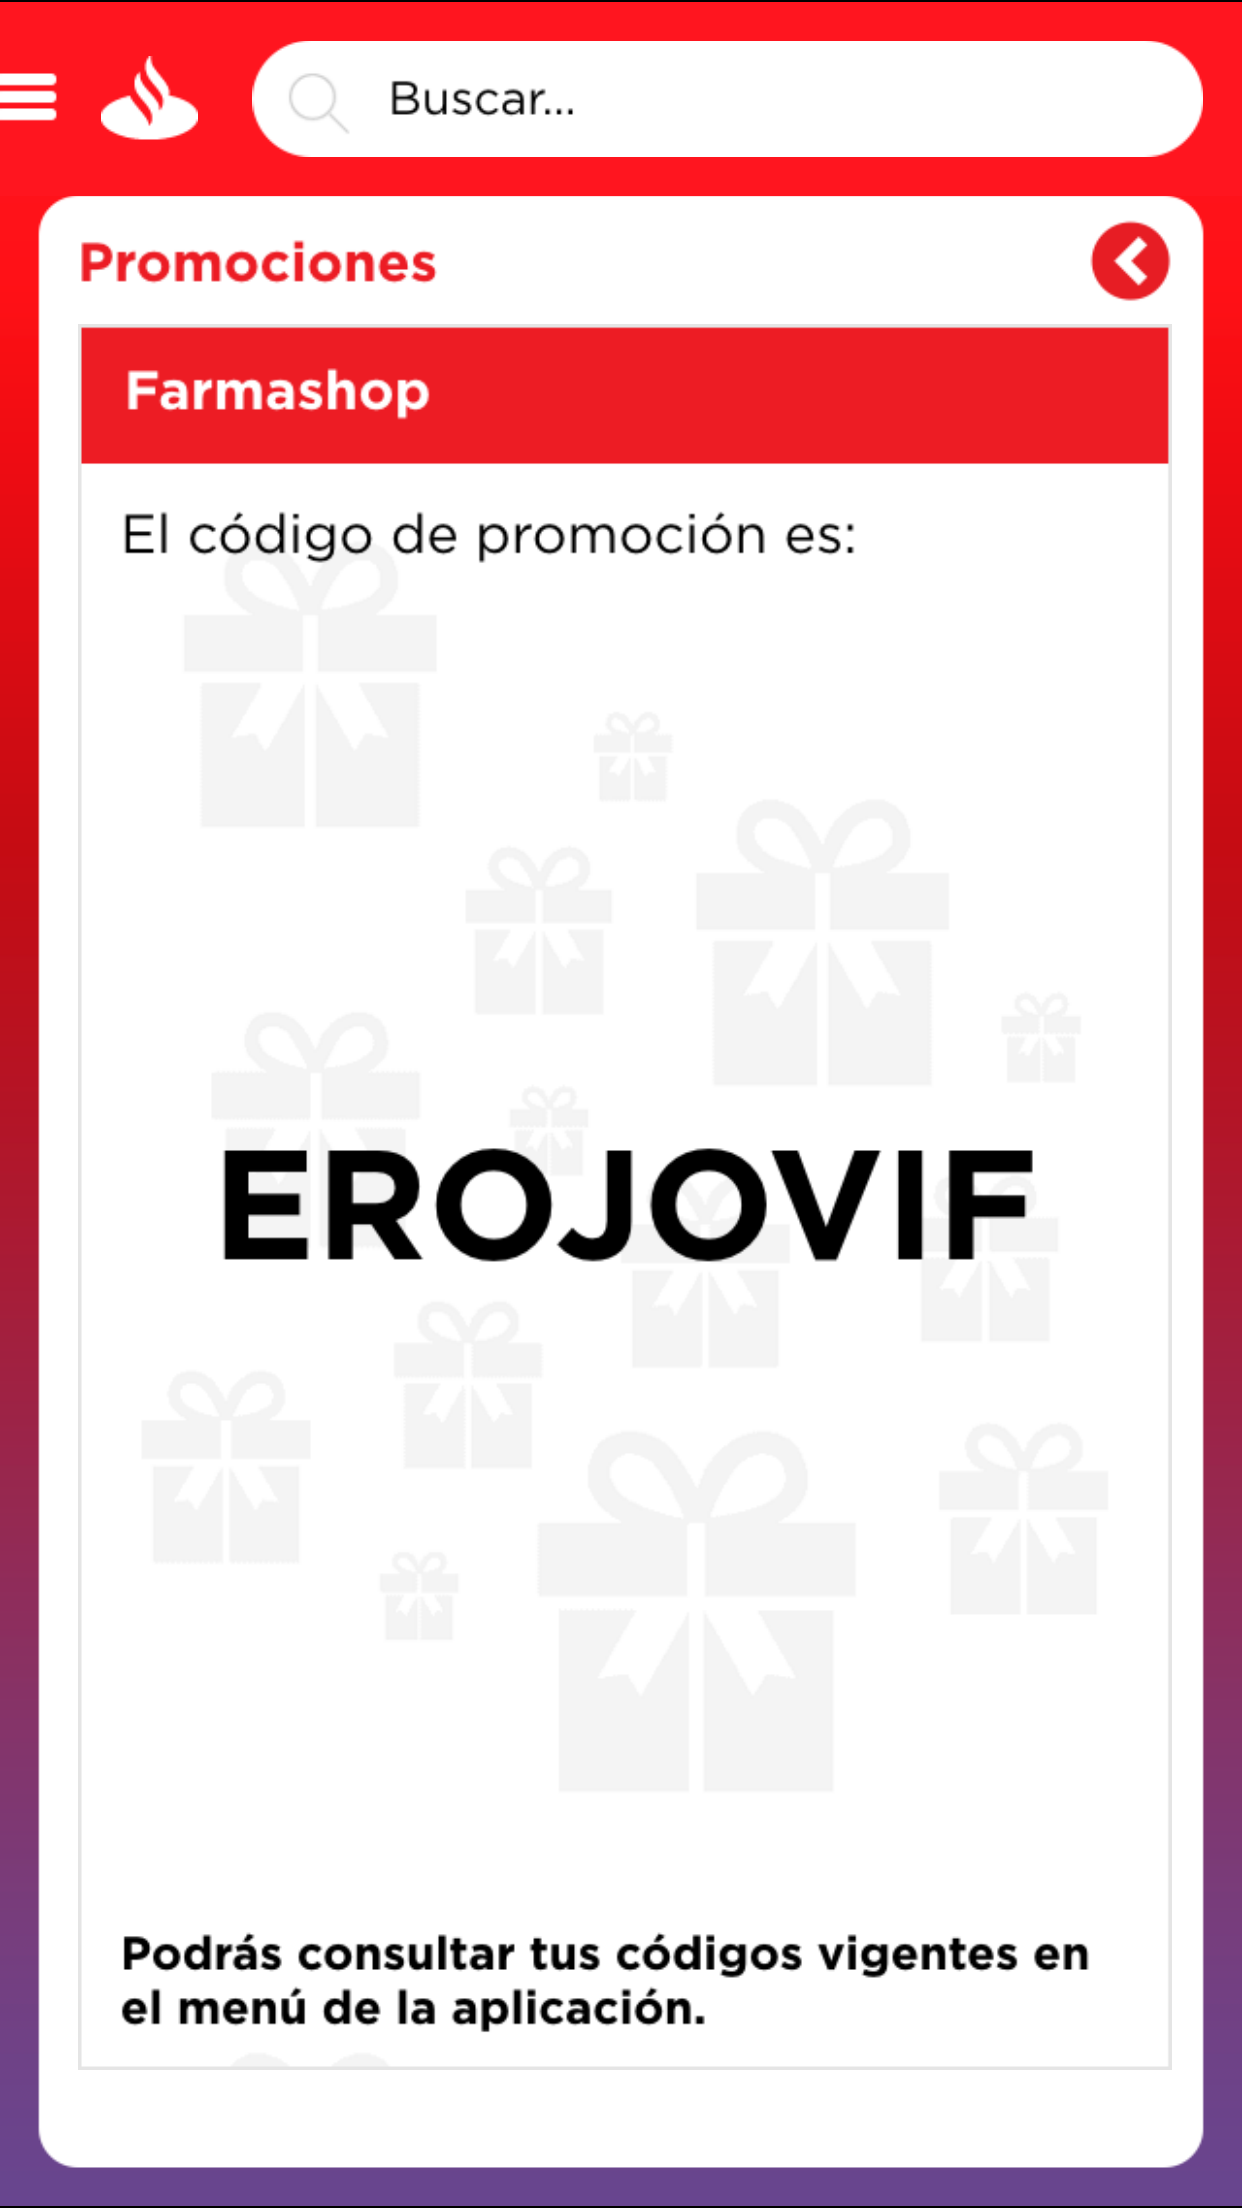 Buscar...
Promociones
Farmashop
El código de promoción es:
EROJOVIF
Podrás consultar tus códigos vigentes en
el menú de la aplicación.